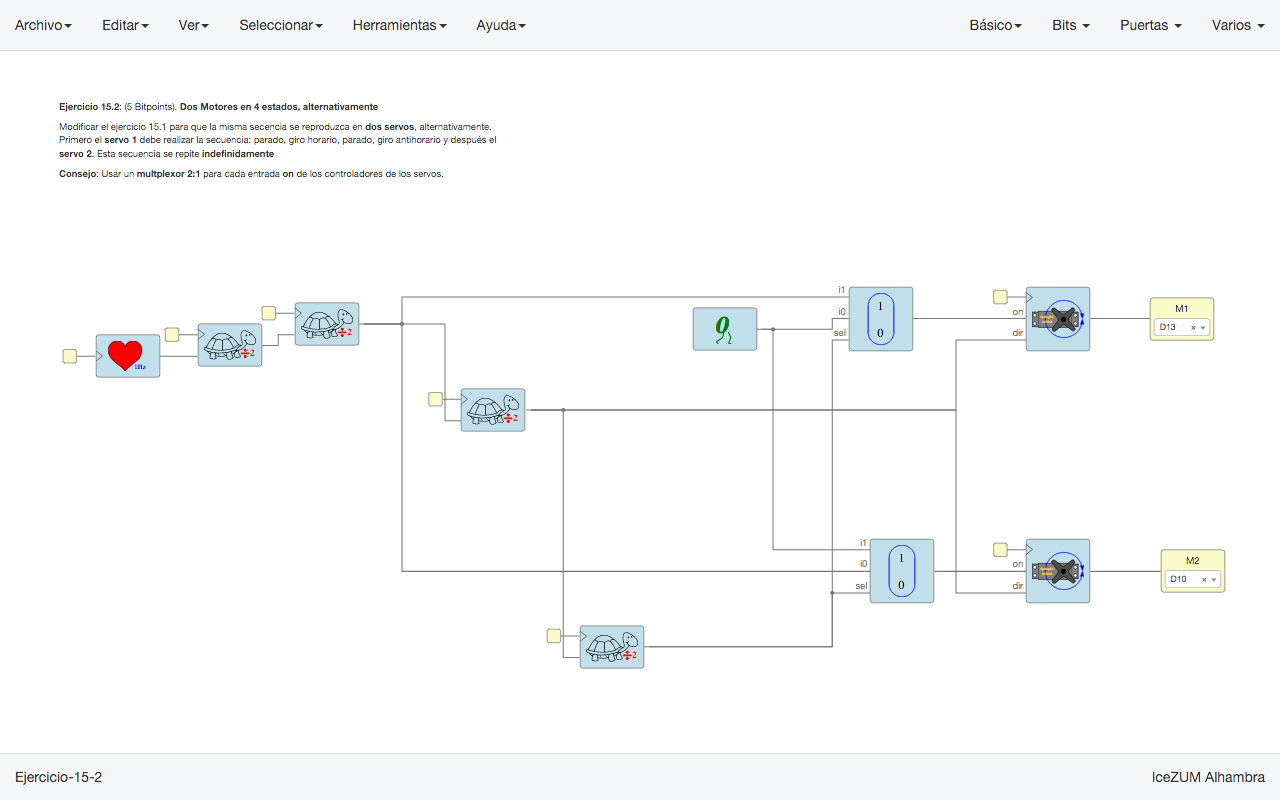 Archivo Editar Ver Seleccionar Herramientas Ayuda Básico Bits Puertas Varios
Ejercicio 15.2: (5 Bitpoints). Dos Motores en 4 estados, alternativamente
Modificar el ejercicio 15.1 para que la misma secencia se reproduzca en dos servos, alternativamente.
Primero el servo 1 debe realizar la secuencia: parado, giro horario, parado, giro antihorario y después el
servo 2. Esta secuencia se repite indefinidamente
Consejo: Usar un multplexor 2:1 para cada entrada on de los controladores de los servos.
1Hz
÷2
÷2
÷2
0
i1
i0
sel
1
0
on
dir
M1
D13
i1
i0
sel
1
0
on
dir
M2
D10
÷2
Ejercicio-15-2
IceZUM Alhambra